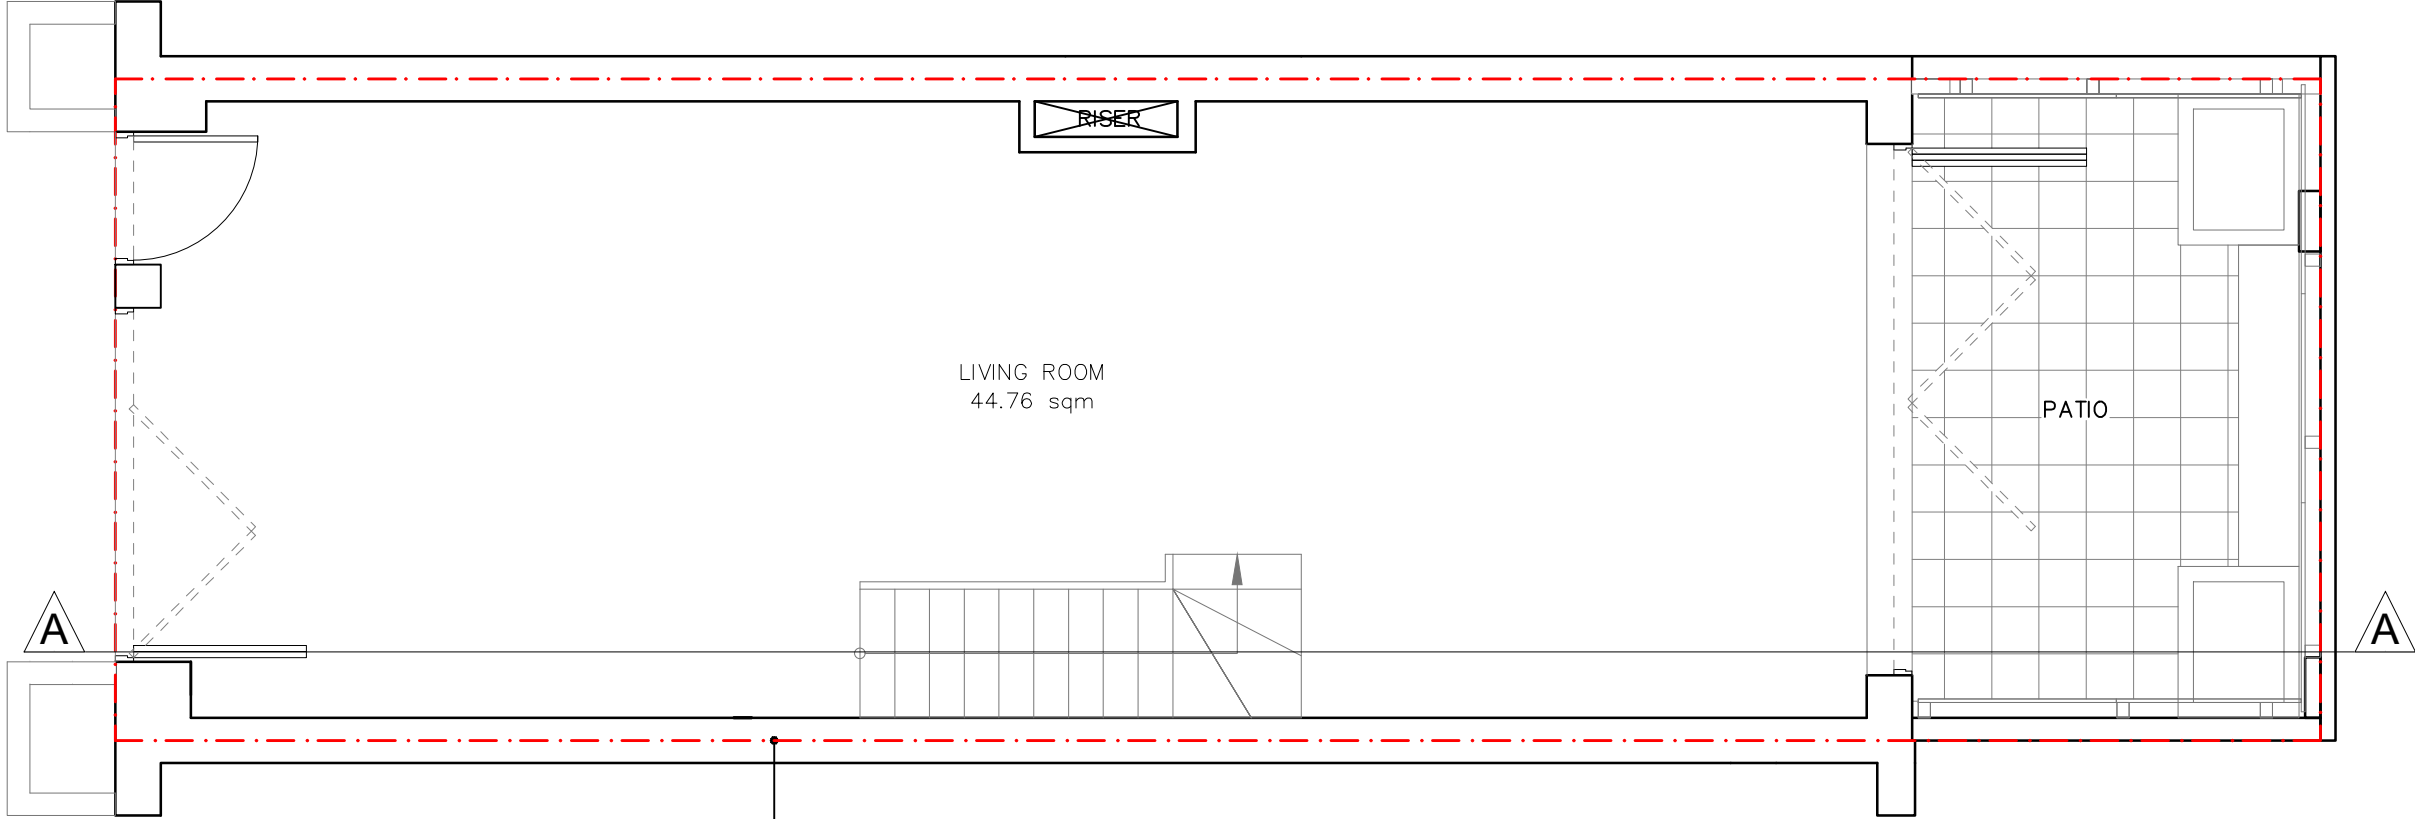 RISER
LIVING ROOM
44.76 sqm
PATIO
A
A